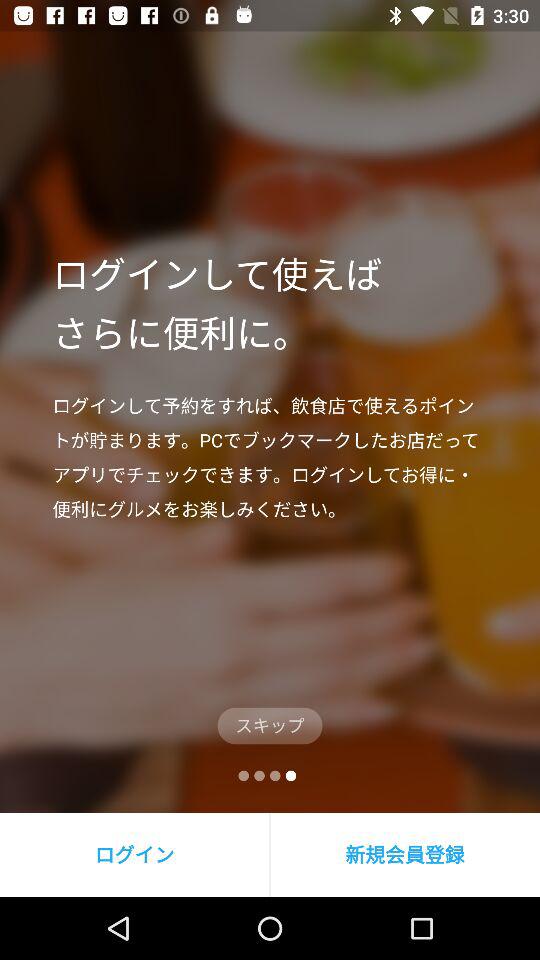 3:30
ログインして使えば
さらに便利に。
ログインして予約をすれば、飲食店で使えるポイン
トが貯まります。PCでブックマークしたお店だって
アプリでチェックできます。ログインしてお得に・
便利にグルメをお楽しみください。
スキップ
ログイン
新規会員登録